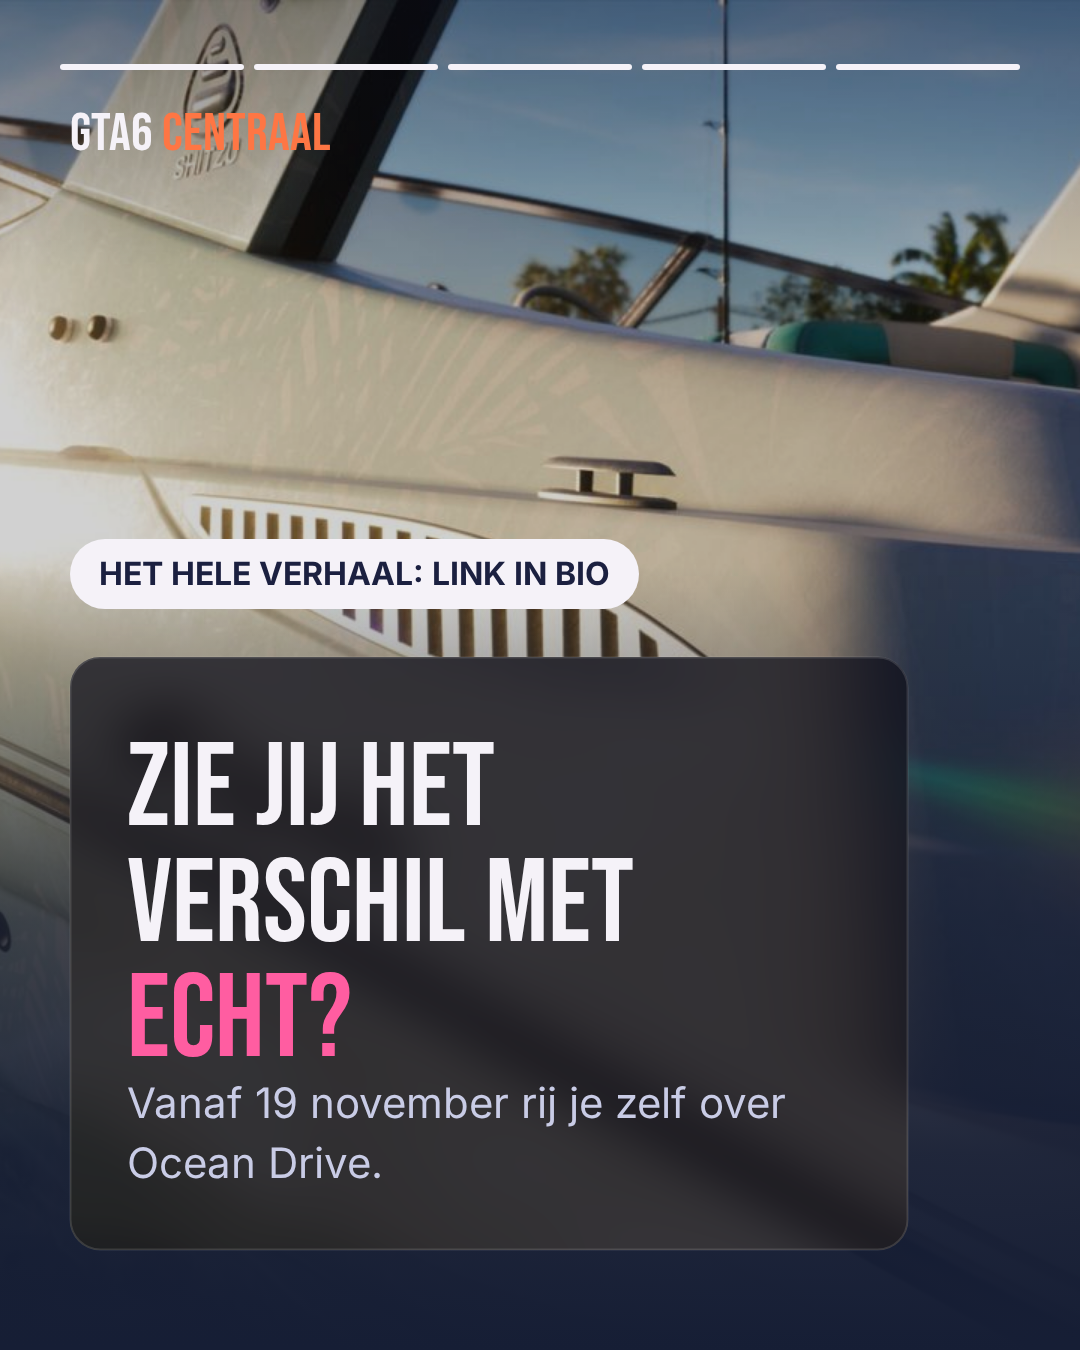 SHITZU
GTA6 CENTRAAL
HET HELE VERHAAL: LINK IN BIO
ZIE JIJ HET
VERSCHIL MET
ECHT?
Vanaf 19 november rij je zelf over
Ocean Drive.